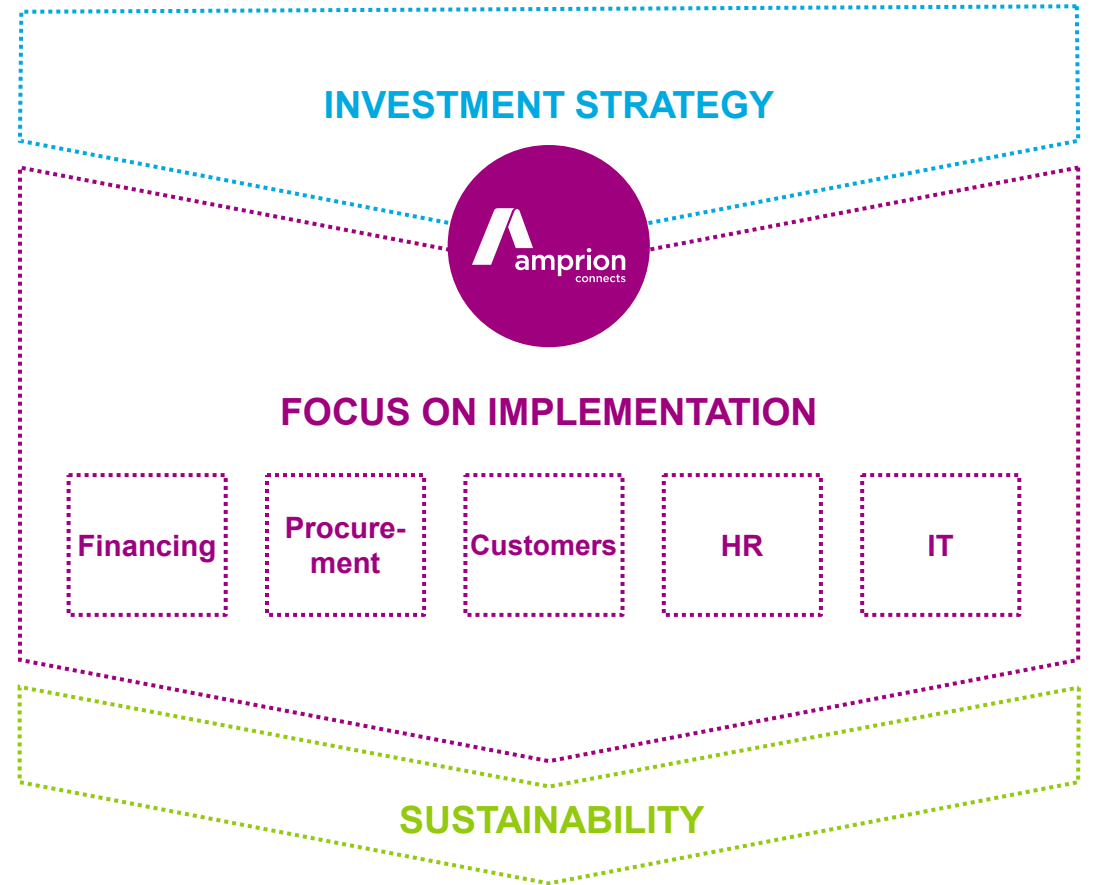 INVESTMENT STRATEGY
amprion
connects
FOCUS ON IMPLEMENTATION
Financing
Procure-
ment
Customers
HR
IT
SUSTAINABILITY